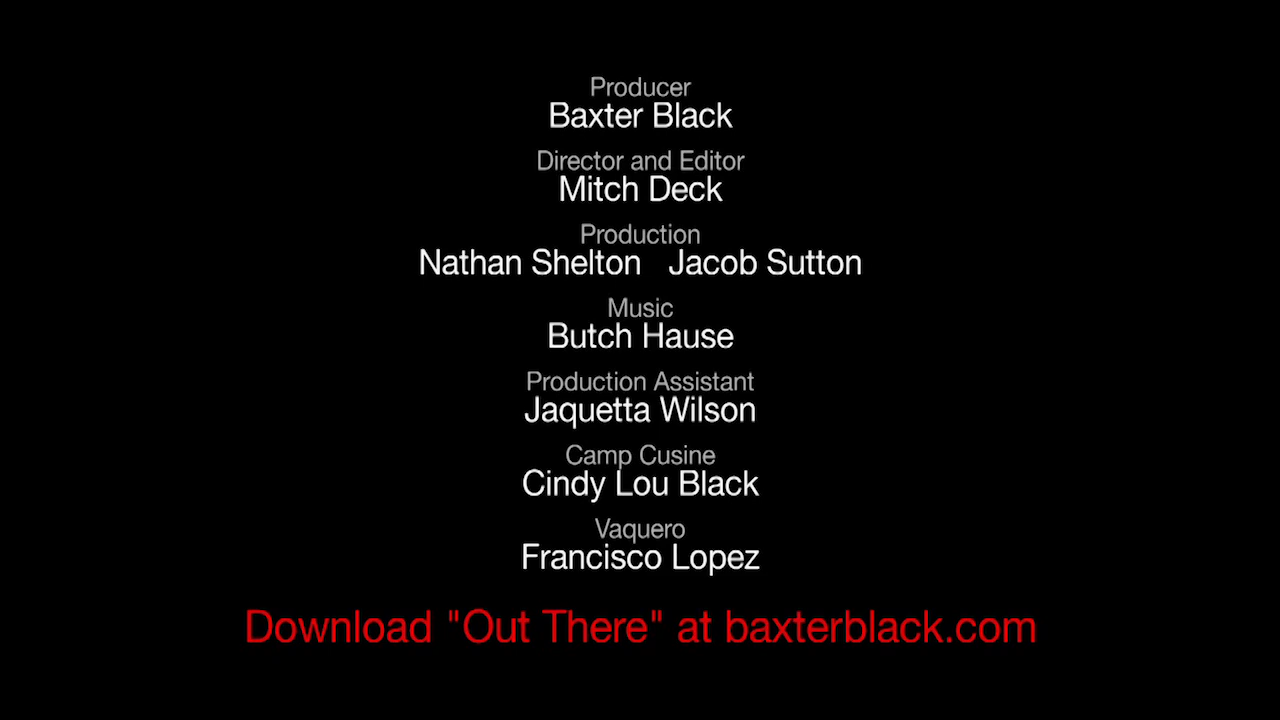 Producer
Baxter Black
Director and Editor
Mitch Deck
Production
Nathan Shelton   Jacob Sutton
Music
Butch Hause
Production Assistant
Jaquetta Wilson
Camp Cusine
Cindy Lou Black
Vaquero
Francisco Lopez
Download "Out There" at baxterblack.com